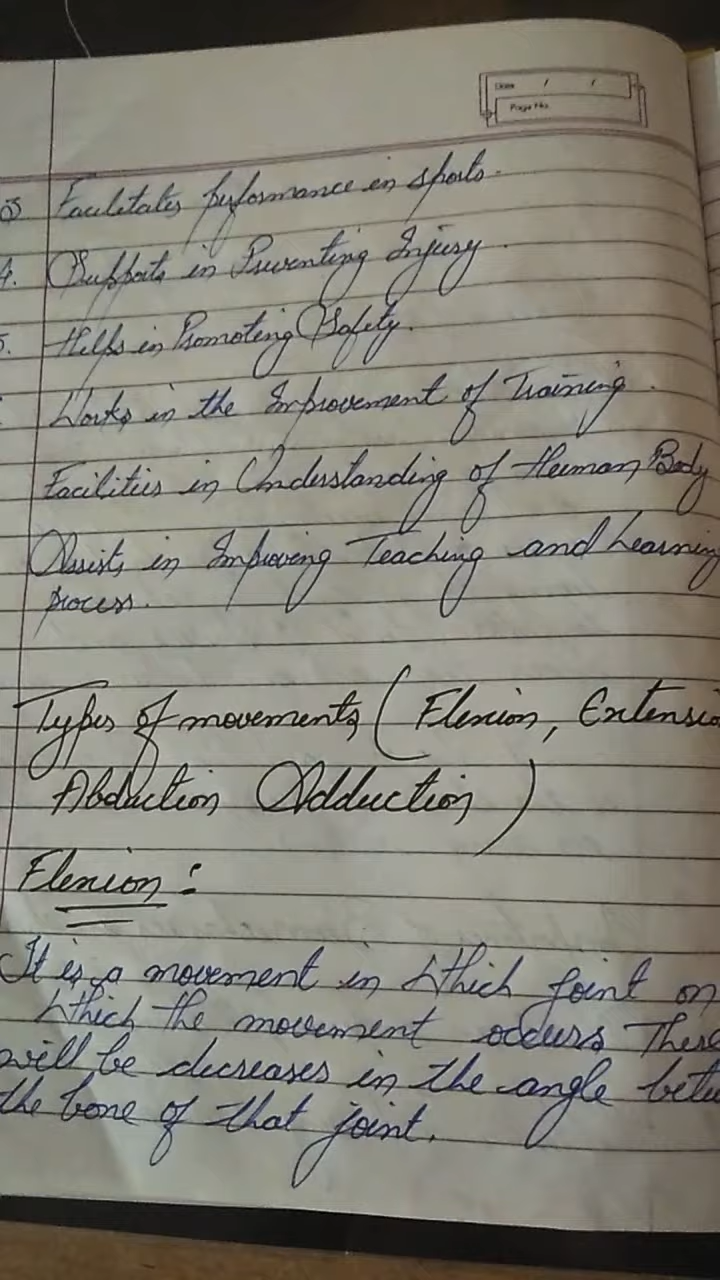 Date / /
Page No.
3 Facilitates performance in sports.
4. Supports in Preventing Injury.
5. Helps in Promoting Safety.
Works in the Improvement of Training.
Facilities in Understanding of Human Body
Assists in Improving Teaching and Learning
process.
Types of movements (Flexion, Extensio
Abduction Adduction)
Flexion :
It is a movement in which joint on
which the movement occurs There
will be decreases in the angle betw
the bone of that joint.